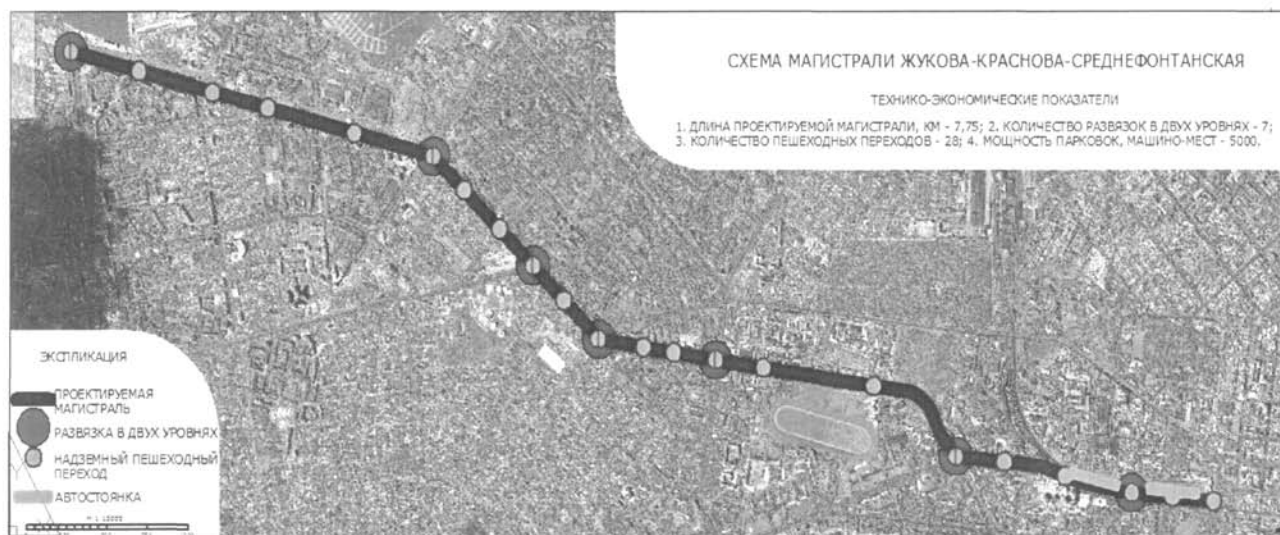 СХЕМА МАГИСТРАЛИ ЖУКОВА-КРАСНОВА-СРЕДНЕФОНТАНСКАЯ
ТЕХНИКО-ЭКОНОМИЧЕСКИЕ ПОКАЗАТЕЛИ
1. ДЛИНА ПРОЕКТИРУЕМОЙ МАГИСТРАЛИ, КМ - 7,75; 2. КОЛИЧЕСТВО РАЗВЯЗОК В ДВУХ УРОВНЯХ - 7;
3. КОЛИЧЕСТВО ПЕШЕХОДНЫХ ПЕРЕХОДОВ - 28; 4. МОЩНОСТЬ ПАРКОВОК, МАШИНО-МЕСТ - 5000.
ЭКСПЛИКАЦИЯ
ПРОЕКТИРУЕМАЯ
МАГИСТРАЛЬ
РАЗВЯЗКА В ДВУХ УРОВНЯХ
НАДЗЕМНЫЙ ПЕШЕХОДНЫЙ
ПЕРЕХОД
АВТОСТОЯНКА